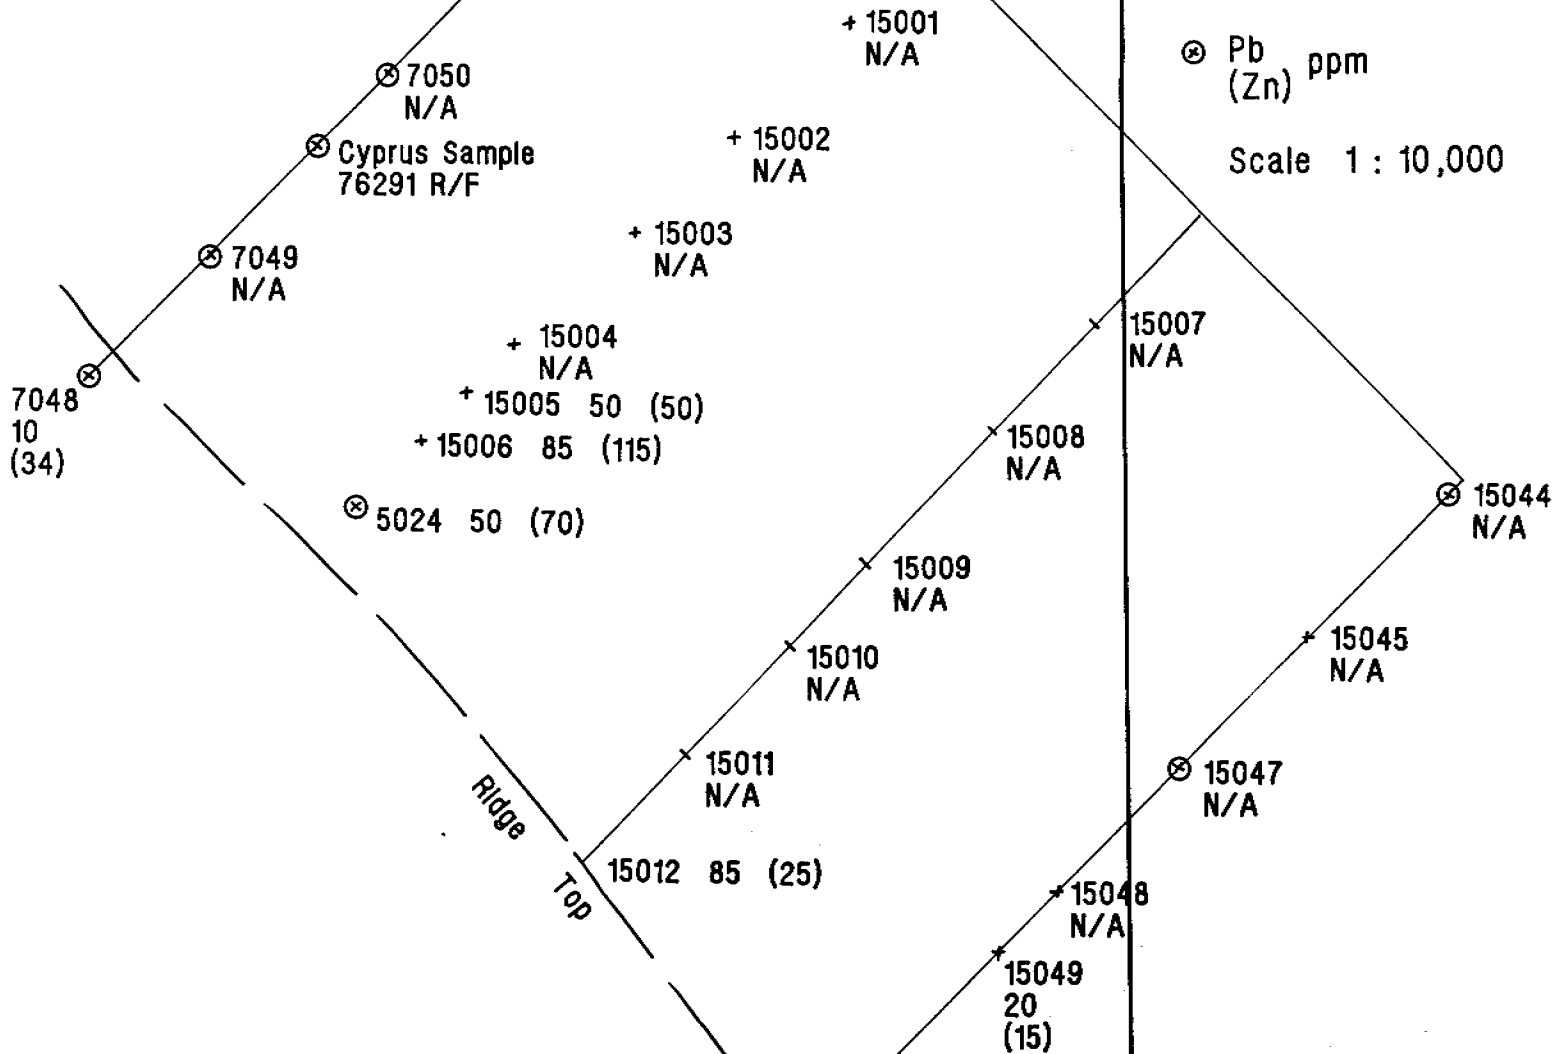 15001
N/A
Pb
(Zn) ppm
7050
N/A
15002
N/A
Cyprus Sample
76291 R/F
Scale 1 : 10,000
15003
N/A
7049
N/A
15004
N/A
15007
N/A
7048
10
(34)
15005 50 (50)
15006 85 (115)
15008
N/A
5024 50 (70)
15044
N/A
15009
N/A
15045
N/A
15010
N/A
15011
N/A
15047
N/A
Ridge
Top
15012 85 (25)
15048
N/A
15049
20
(15)